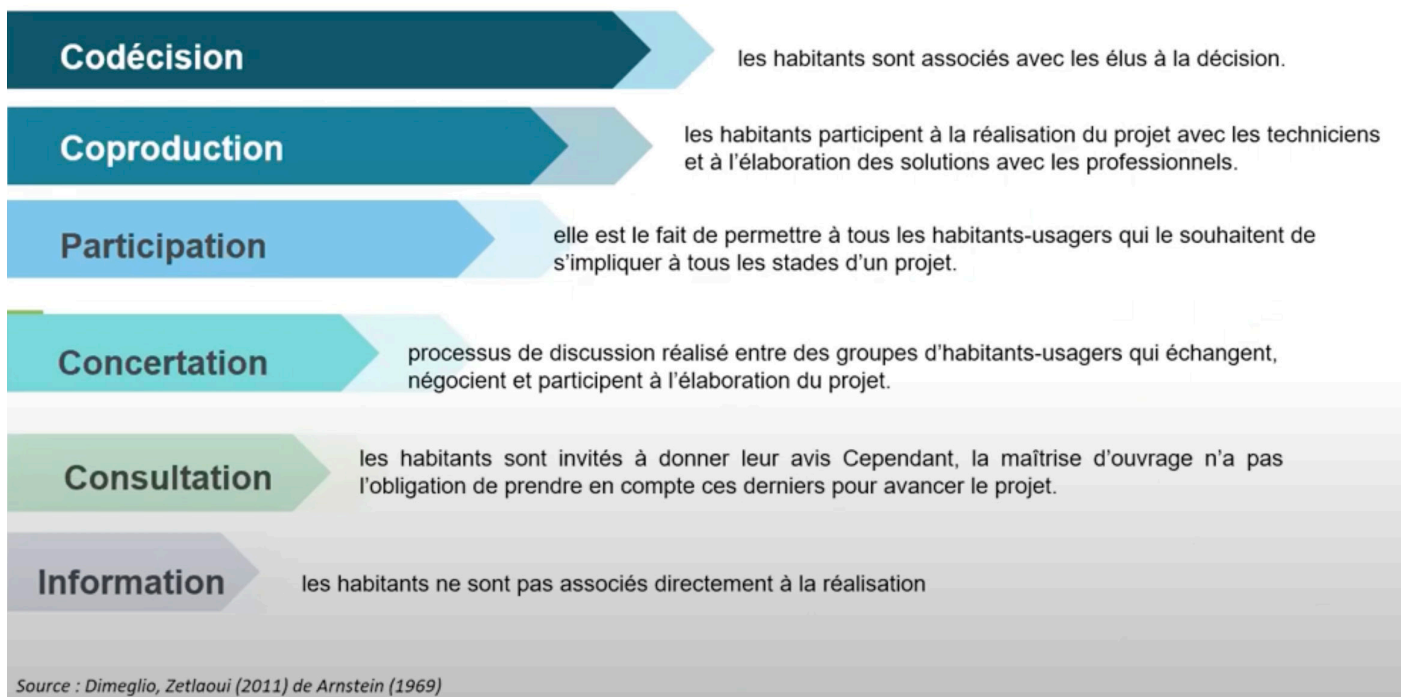 Codécision
les habitants sont associés avec les élus à la décision.
Coproduction
les habitants participent à la réalisation du projet avec les techniciens
et à l'élaboration des solutions avec les professionnels.
Participation
elle est le fait de permettre à tous les habitants-usagers qui le souhaitent de
s'impliquer à tous les stades d'un projet.
Concertation
processus de discussion réalisé entre des groupes d'habitants-usagers qui échangent,
négocient et participent à l'élaboration du projet.
Consultation
les habitants sont invités à donner leur avis Cependant, la maîtrise d'ouvrage n'a pas
l'obligation de prendre en compte ces derniers pour avancer le projet.
Information
les habitants ne sont pas associés directement à la réalisation
Source : Dimeglio, Zetlaoui (2011) de Arnstein (1969)